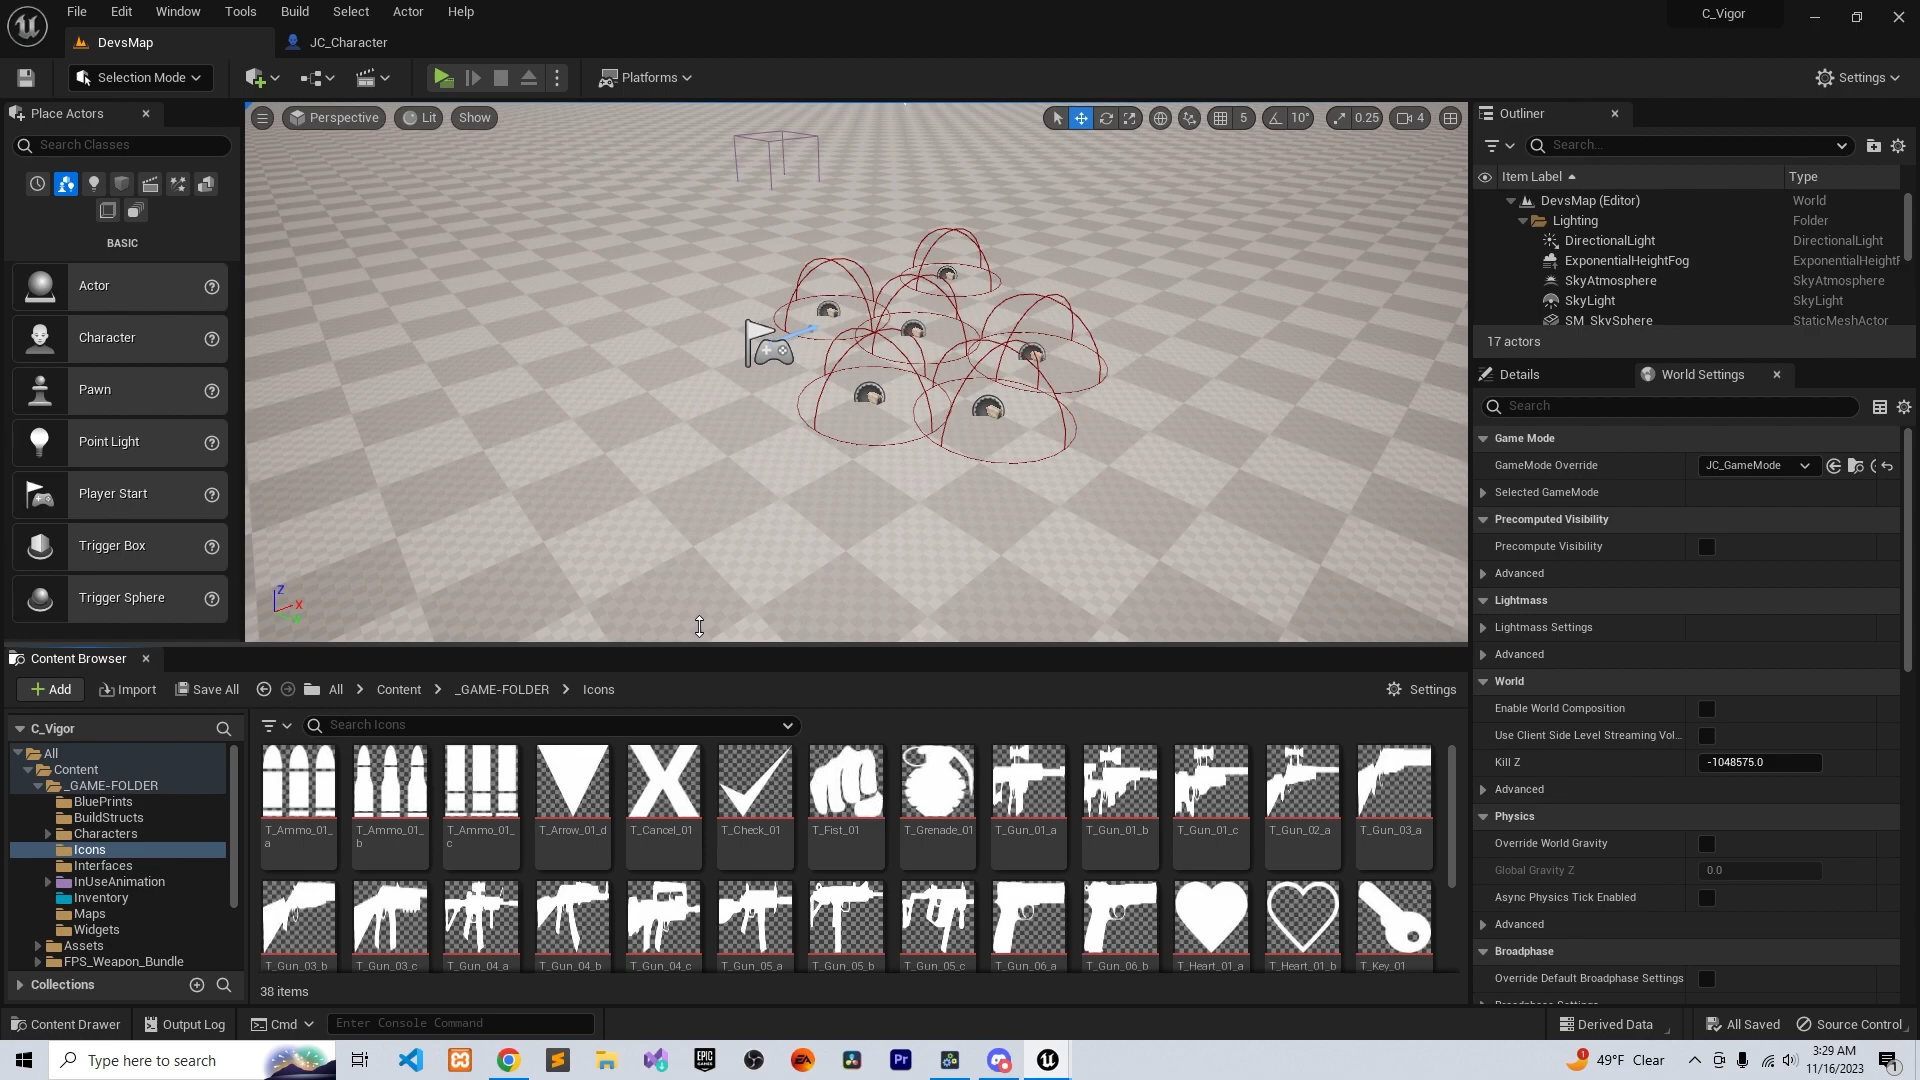 File Edit Window Tools Build Select Actor Help
C_Vigor
DevsMap
JC_Character
Selection Mode
Platforms
Settings
Place Actors
Search Classes
BASIC
Actor
Character
Pawn
Point Light
Player Start
Trigger Box
Trigger Sphere
Perspective
Lit
Show
5
10°
0.25
4
Z
X
Outliner
Search...
Item Label
Type
DevsMap (Editor) World
Lighting Folder
DirectionalLight DirectionalLight
ExponentialHeightFog ExponentialHeightF
SkyAtmosphere SkyAtmosphere
SkyLight SkyLight
SM_SkySphere StaticMeshActor
17 actors
Details
World Settings
Search
Game Mode
GameMode Override JC_GameMode
Selected GameMode
Precomputed Visibility
Precompute Visibility
Advanced
Lightmass
Lightmass Settings
Advanced
World
Enable World Composition
Use Client Side Level Streaming Vol...
Kill Z -1048575.0
Advanced
Physics
Override World Gravity
Global Gravity Z 0.0
Async Physics Tick Enabled
Advanced
Broadphase
Override Default Broadphase Settings
Content Browser
Add
Import
Save All
All > Content > _GAME-FOLDER > Icons
Settings
C_Vigor
Search Icons
All
Content
_GAME-FOLDER
BluePrints
BuildStructs
Characters
Icons
Interfaces
InUseAnimation
Inventory
Maps
Widgets
Assets
FPS_Weapon_Bundle
Collections
T_Ammo_01_a
T_Ammo_01_b
T_Ammo_01_c
T_Arrow_01_d
T_Cancel_01
T_Check_01
T_Fist_01
T_Grenade_01
T_Gun_01_a
T_Gun_01_b
T_Gun_01_c
T_Gun_02_a
T_Gun_03_a
T_Gun_03_b
T_Gun_03_c
T_Gun_04_a
T_Gun_04_b
T_Gun_04_c
T_Gun_05_a
T_Gun_05_b
T_Gun_05_c
T_Gun_06_a
T_Gun_06_b
T_Heart_01_a
T_Heart_01_b
T_Key_01
38 items
Content Drawer
Output Log
Cmd
Enter Console Command
Derived Data
All Saved
Source Control
Type here to search
EPIC GAMES
EA
Pr
1
49°F Clear
3:29 AM
11/16/2023
1